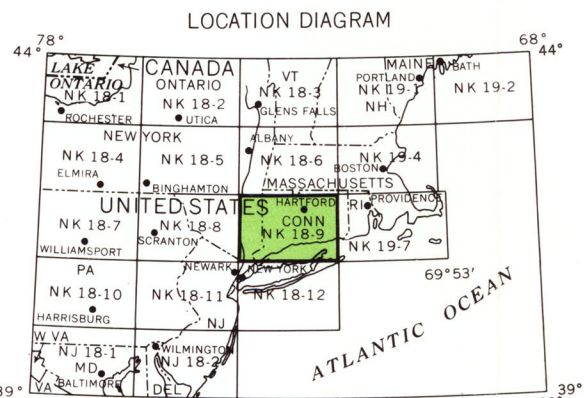 LOCATION DIAGRAM
78°
68°
44°
44°
LAKE ONTARIO
CANADA
ONTARIO
VT
MAINE
BATH
PORTLAND
NK 18-1
NK 18-2
NK 18-3
NK 19-1
NK 19-2
NH
ROCHESTER
UTICA
GLENS FALLS
NEW YORK
ALBANY
NK 18-4
NK 18-5
NK 18-6
NK 19-4
BOSTON
ELMIRA
BINGHAMTON
MASSACHUSETTS
UNITED STATES
HARTFORD
RI
PROVIDENCE
CONN
NK 18-7
NK 18-8
NK 18-9
NK 19-7
WILLIAMSPORT
SCRANTON
NEWARK
NEW YORK
69°53'
PA
NK 18-10
NK 18-11
NK 18-12
HARRISBURG
NJ
ATLANTIC OCEAN
W VA
NJ 18-1
WILMINGTON
NJ 18-2
MD
BALTIMORE
VA
DEL
39°
39°